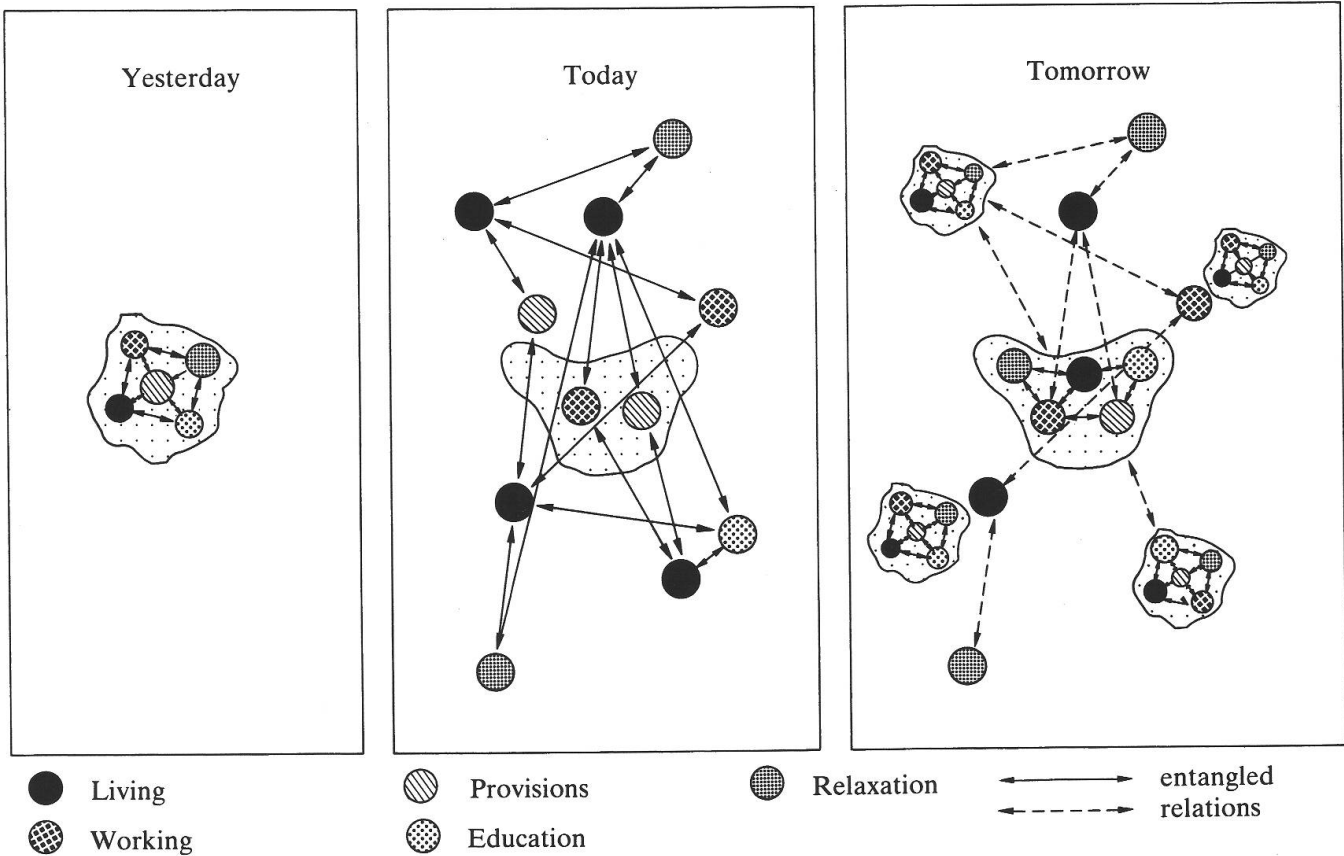 Yesterday
Today
Tomorrow
Living
Provisions
Relaxation
entangled
relations
Working
Education